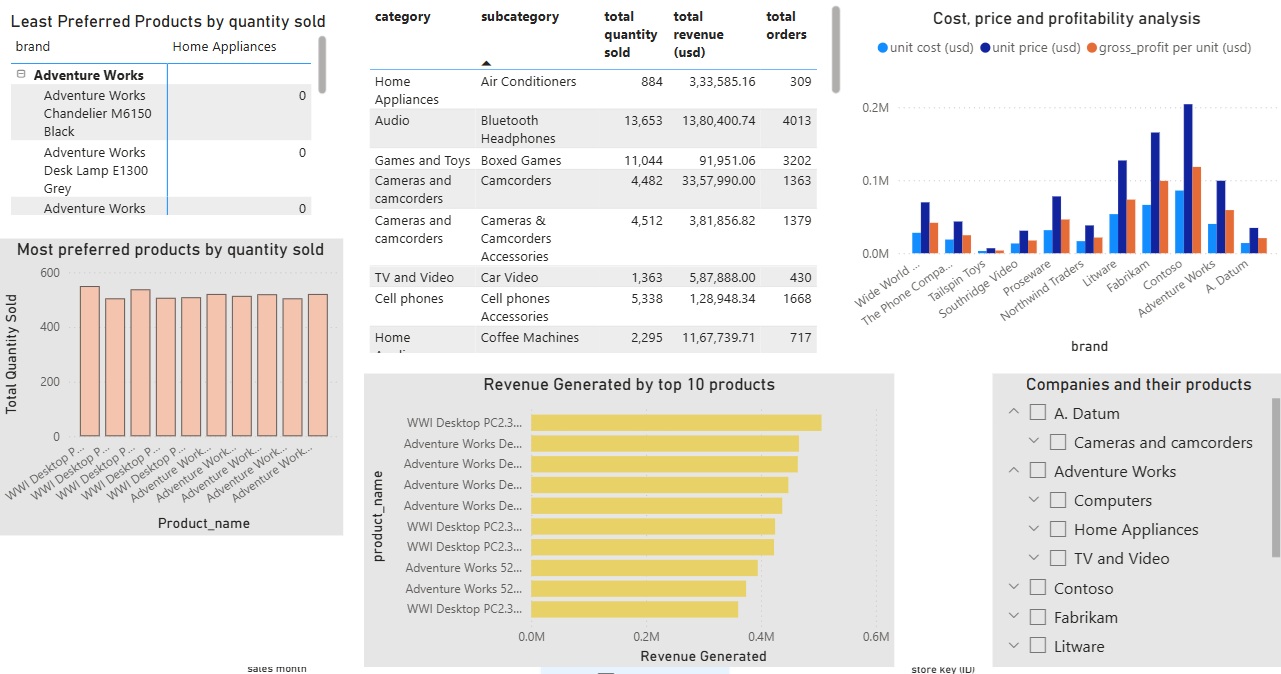 Least Preferred Products by quantity sold
brand Home Appliances
Adventure Works
Adventure Works 0
Chandelier M6150
Black
Adventure Works 0
Desk Lamp E1300
Grey
Adventure Works 0
Most preferred products by quantity sold
Total Quantity Sold
600
400
200
0
WWI Desktop P...
WWI Desktop P...
WWI Desktop P...
WWI Desktop P...
WWI Desktop P...
Adventure Work...
Adventure Work...
Adventure Work...
Adventure Work...
Adventure Work...
Product_name
category subcategory total quantity sold total revenue (usd) total orders
Home Appliances Air Conditioners 884 3,33,585.16 309
Audio Bluetooth Headphones 13,653 13,80,400.74 4013
Games and Toys Boxed Games 11,044 91,951.06 3202
Cameras and camcorders Camcorders 4,482 33,57,990.00 1363
Cameras and camcorders Cameras & Camcorders Accessories 4,512 3,81,856.82 1379
TV and Video Car Video 1,363 5,87,888.00 430
Cell phones Cell phones Accessories 5,338 1,28,948.34 1668
Home Coffee Machines 2,295 11,67,739.71 717
Cost, price and profitability analysis
unit cost (usd) unit price (usd) gross_profit per unit (usd)
0.2M
0.1M
0.0M
Wide World ...
The Phone Compa...
Tailspin Toys
Southridge Video
Proseware
Northwind Traders
Litware
Fabrikam
Contoso
Adventure Works
A. Datum
brand
Revenue Generated by top 10 products
product_name
WWI Desktop PC2.3...
Adventure Works De...
Adventure Works De...
Adventure Works De...
Adventure Works De...
WWI Desktop PC2.3...
WWI Desktop PC2.3...
Adventure Works 52...
Adventure Works 52...
WWI Desktop PC2.3...
0.0M 0.2M 0.4M 0.6M
Revenue Generated
Companies and their products
A. Datum
Cameras and camcorders
Adventure Works
Computers
Home Appliances
TV and Video
Contoso
Fabrikam
Litware
sales month
store key (ID)